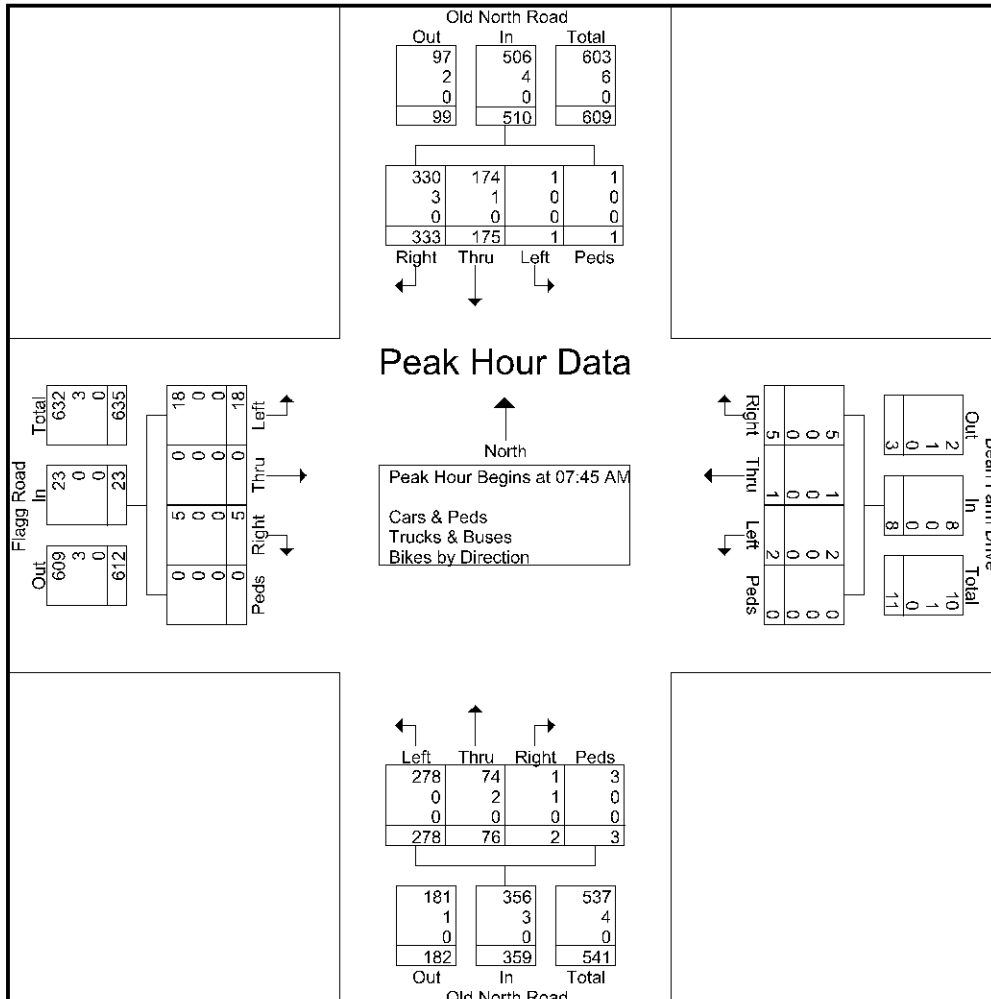 Old North Road
Out In Total
97 506 603
2 4 6
0 0 0
99 510 609
330 174 1 1
3 1 0 0
0 0 0 0
333 175 1 1
Right Thru Left Peds
Peak Hour Data
North
Peak Hour Begins at 07:45 AM
Cars & Peds
Trucks & Buses
Bikes by Direction
Flagg Road
Out In Total
609 23 632
3 0 3
0 0 0
612 23 635
Peds Right Thru Left
0 5 0 18
0 0 0 0
0 0 0 0
0 5 0 18
Out In Total
2 8 10
1 0 1
0 0 0
3 8 11
Right Thru Left Peds
5 1 2 0
0 0 0 0
0 0 0 0
5 1 2 0
Left Thru Right Peds
278 74 1 3
0 2 1 0
0 0 0 0
278 76 2 3
181 356 537
1 3 4
0 0 0
182 359 541
Out In Total
Old North Road